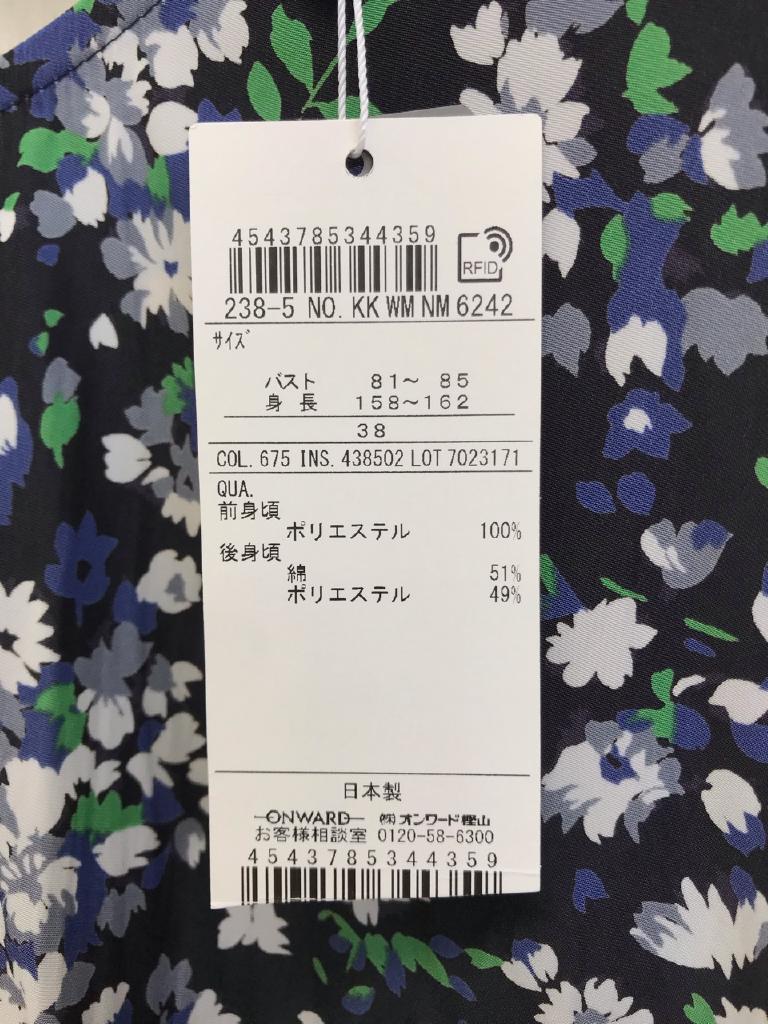 4543785344359
RFID
238-5 NO. KK WM NM 6242
サイズ
バスト 81～ 85
身 長 158～162
38
COL. 675 INS. 438502 LOT 7023171
QUA.
前身頃
ポリエステル 100%
後身頃
綿 51%
ポリエステル 49%
日本製
ONWARD ㈱オンワード樫山
お客様相談室 0120-58-6300
4543785344359